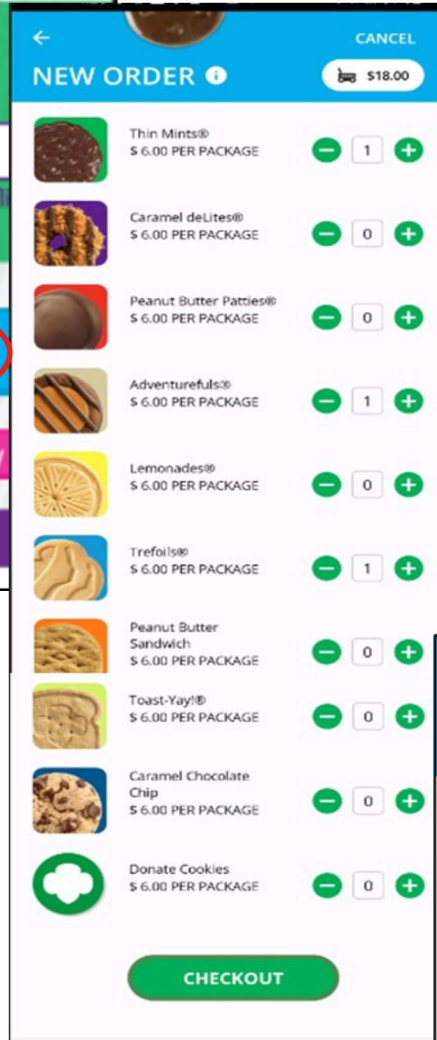 CANCEL
NEW ORDER
$18.00
Thin Mints®
$ 6.00 PER PACKAGE
1
Caramel deLites®
$ 6.00 PER PACKAGE
0
Peanut Butter Patties®
$ 6.00 PER PACKAGE
0
Adventurefuls®
$ 6.00 PER PACKAGE
1
Lemonades®
$ 6.00 PER PACKAGE
0
Trefoils®
$ 6.00 PER PACKAGE
1
Peanut Butter
Sandwich
$ 6.00 PER PACKAGE
0
Toast-Yay!®
$ 6.00 PER PACKAGE
0
Caramel Chocolate
Chip
$ 6.00 PER PACKAGE
0
Donate Cookies
$ 6.00 PER PACKAGE
0
CHECKOUT